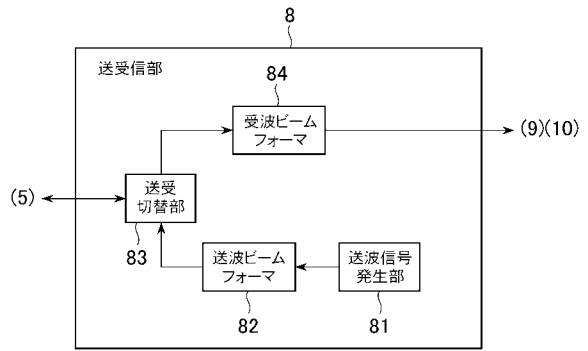 8
送受信部
84
受波ビーム
フォーマ
(9)(10)
(5)
送受
切替部
83
送波ビーム
フォーマ
送波信号
発生部
82
81